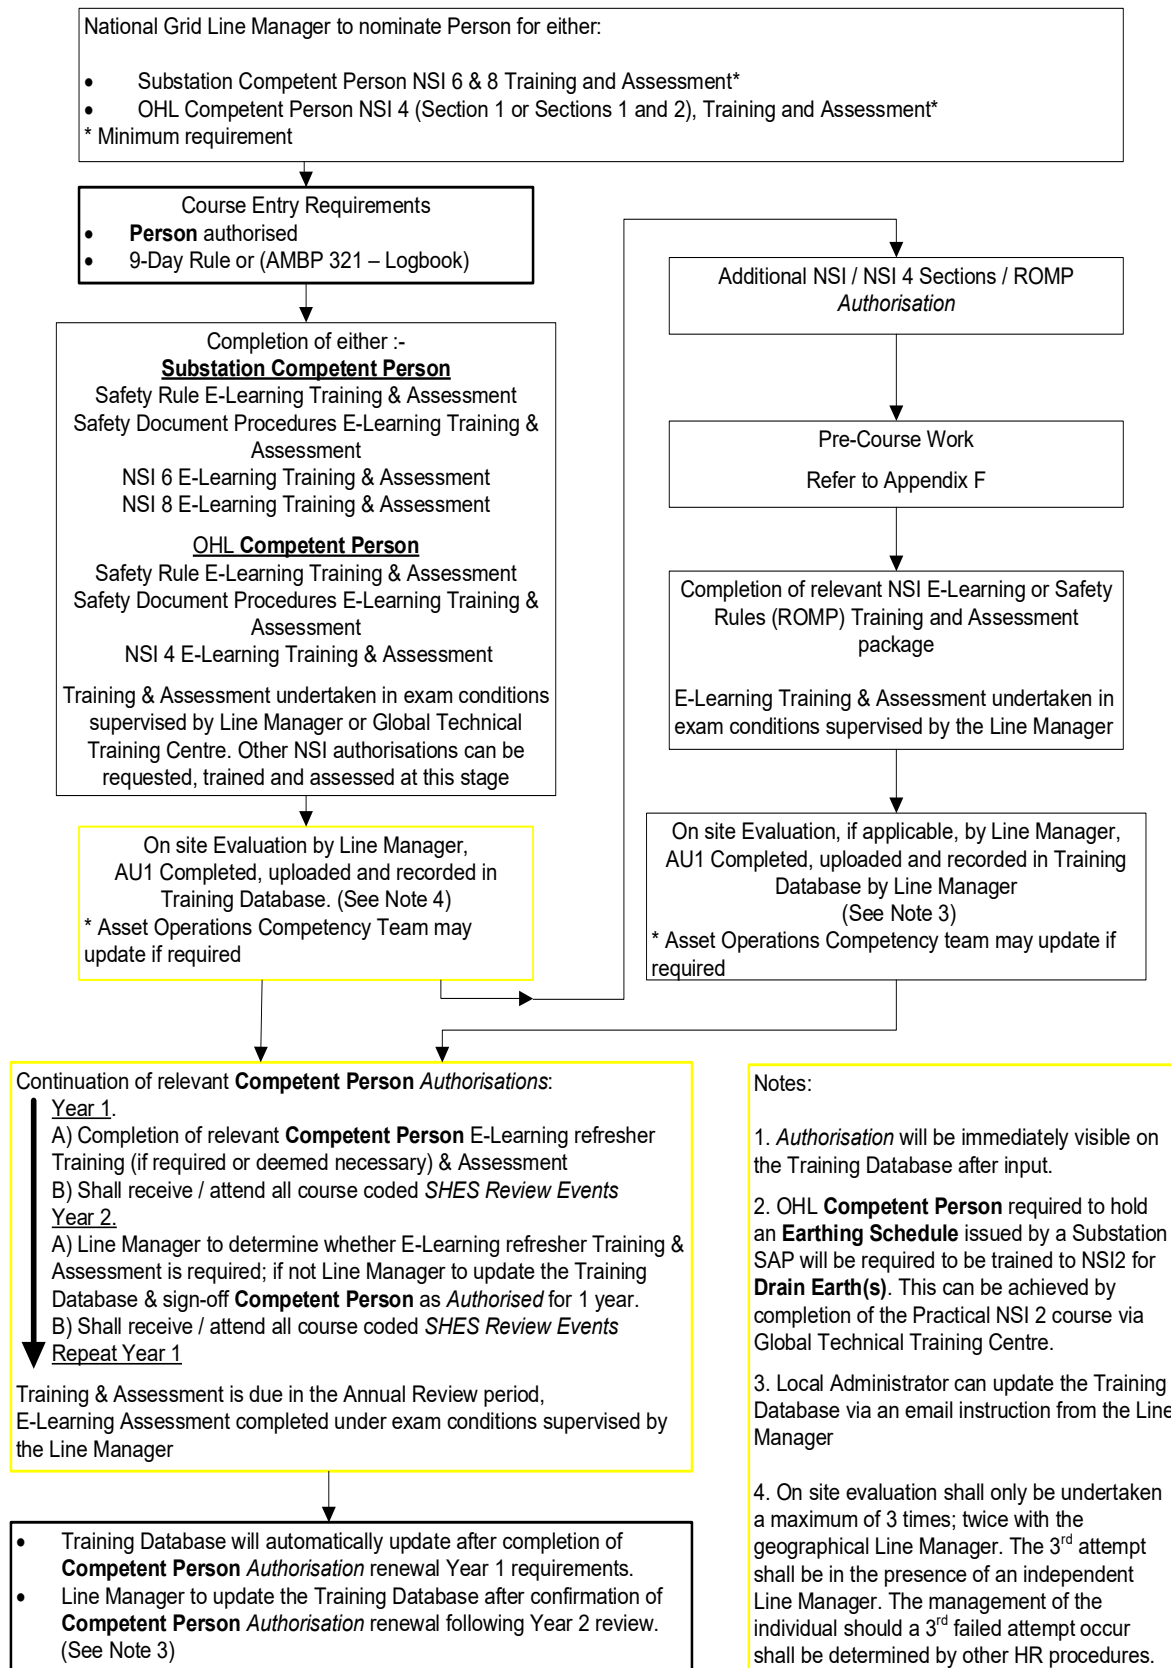 National Grid Line Manager to nominate Person for either:
• Substation Competent Person NSI 6 & 8 Training and Assessment*
• OHL Competent Person NSI 4 (Section 1 or Sections 1 and 2), Training and Assessment*
* Minimum requirement
Course Entry Requirements
• Person authorised
• 9-Day Rule or (AMBP 321 – Logbook)
Completion of either :-
Substation Competent Person
Safety Rule E-Learning Training & Assessment
Safety Document Procedures E-Learning Training &
Assessment
NSI 6 E-Learning Training & Assessment
NSI 8 E-Learning Training & Assessment
OHL Competent Person
Safety Rule E-Learning Training & Assessment
Safety Document Procedures E-Learning Training &
Assessment
NSI 4 E-Learning Training & Assessment
Training & Assessment undertaken in exam conditions
supervised by Line Manager or Global Technical
Training Centre. Other NSI authorisations can be
requested, trained and assessed at this stage
On site Evaluation by Line Manager,
AU1 Completed, uploaded and recorded in
Training Database. (See Note 4)
* Asset Operations Competency Team may
update if required
Additional NSI / NSI 4 Sections / ROMP
Authorisation
Pre-Course Work
Refer to Appendix F
Completion of relevant NSI E-Learning or Safety
Rules (ROMP) Training and Assessment
package
E-Learning Training & Assessment undertaken in
exam conditions supervised by the Line Manager
On site Evaluation, if applicable, by Line Manager,
AU1 Completed, uploaded and recorded in Training
Database by Line Manager
(See Note 3)
* Asset Operations Competency team may update if
required
Continuation of relevant Competent Person Authorisations:
Year 1.
A) Completion of relevant Competent Person E-Learning refresher
Training (if required or deemed necessary) & Assessment
B) Shall receive / attend all course coded SHES Review Events
Year 2.
A) Line Manager to determine whether E-Learning refresher Training &
Assessment is required; if not Line Manager to update the Training
Database & sign-off Competent Person as Authorised for 1 year.
B) Shall receive / attend all course coded SHES Review Events
Repeat Year 1
Training & Assessment is due in the Annual Review period,
E-Learning Assessment completed under exam conditions supervised by
the Line Manager
• Training Database will automatically update after completion of
Competent Person Authorisation renewal Year 1 requirements.
• Line Manager to update the Training Database after confirmation of
Competent Person Authorisation renewal following Year 2 review.
(See Note 3)
Notes:
1. Authorisation will be immediately visible on
the Training Database after input.
2. OHL Competent Person required to hold
an Earthing Schedule issued by a Substation
SAP will be required to be trained to NSI2 for
Drain Earth(s). This can be achieved by
completion of the Practical NSI 2 course via
Global Technical Training Centre.
3. Local Administrator can update the Training
Database via an email instruction from the Line
Manager
4. On site evaluation shall only be undertaken
a maximum of 3 times; twice with the
geographical Line Manager. The 3rd attempt
shall be in the presence of an independent
Line Manager. The management of the
individual should a 3rd failed attempt occur
shall be determined by other HR procedures.